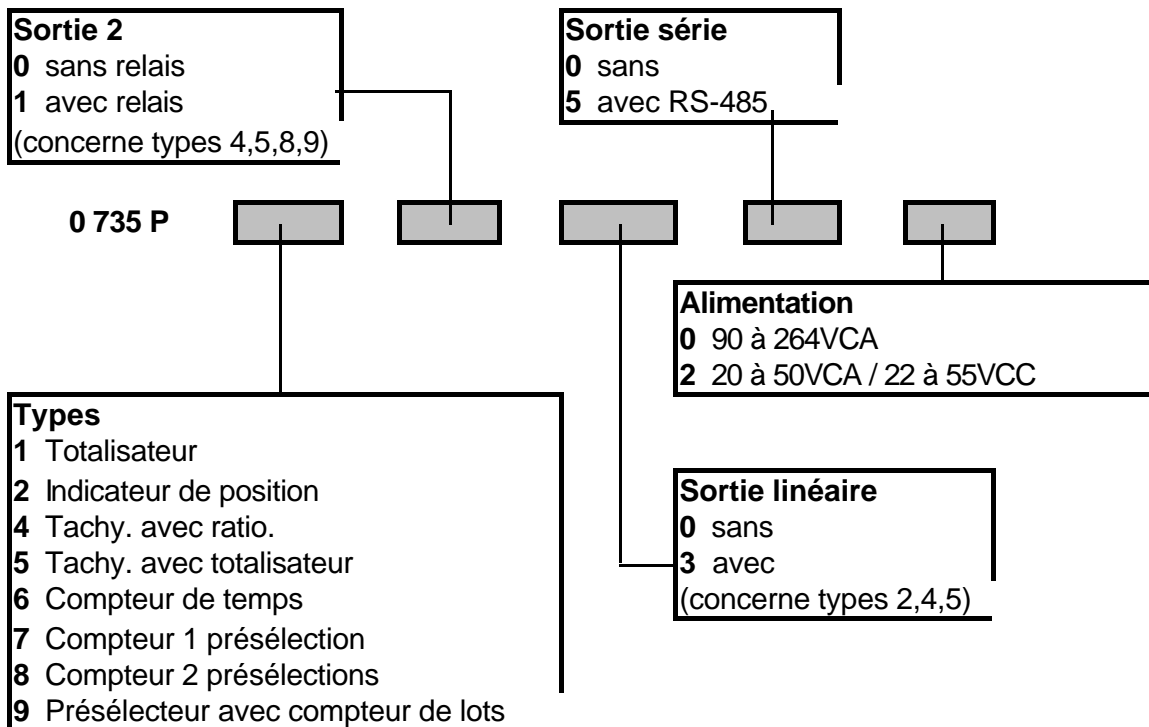 Sortie 2
0 sans relais
1 avec relais
(concerne types 4,5,8,9)
Sortie série
0 sans
5 avec RS-485
0 735 P
Alimentation
0 90 à 264VCA
2 20 à 50VCA / 22 à 55VCC
Types
1 Totalisateur
2 Indicateur de position
4 Tachy. avec ratio.
5 Tachy. avec totalisateur
6 Compteur de temps
7 Compteur 1 présélection
8 Compteur 2 présélections
9 Présélecteur avec compteur de lots
Sortie linéaire
0 sans
3 avec
(concerne types 2,4,5)